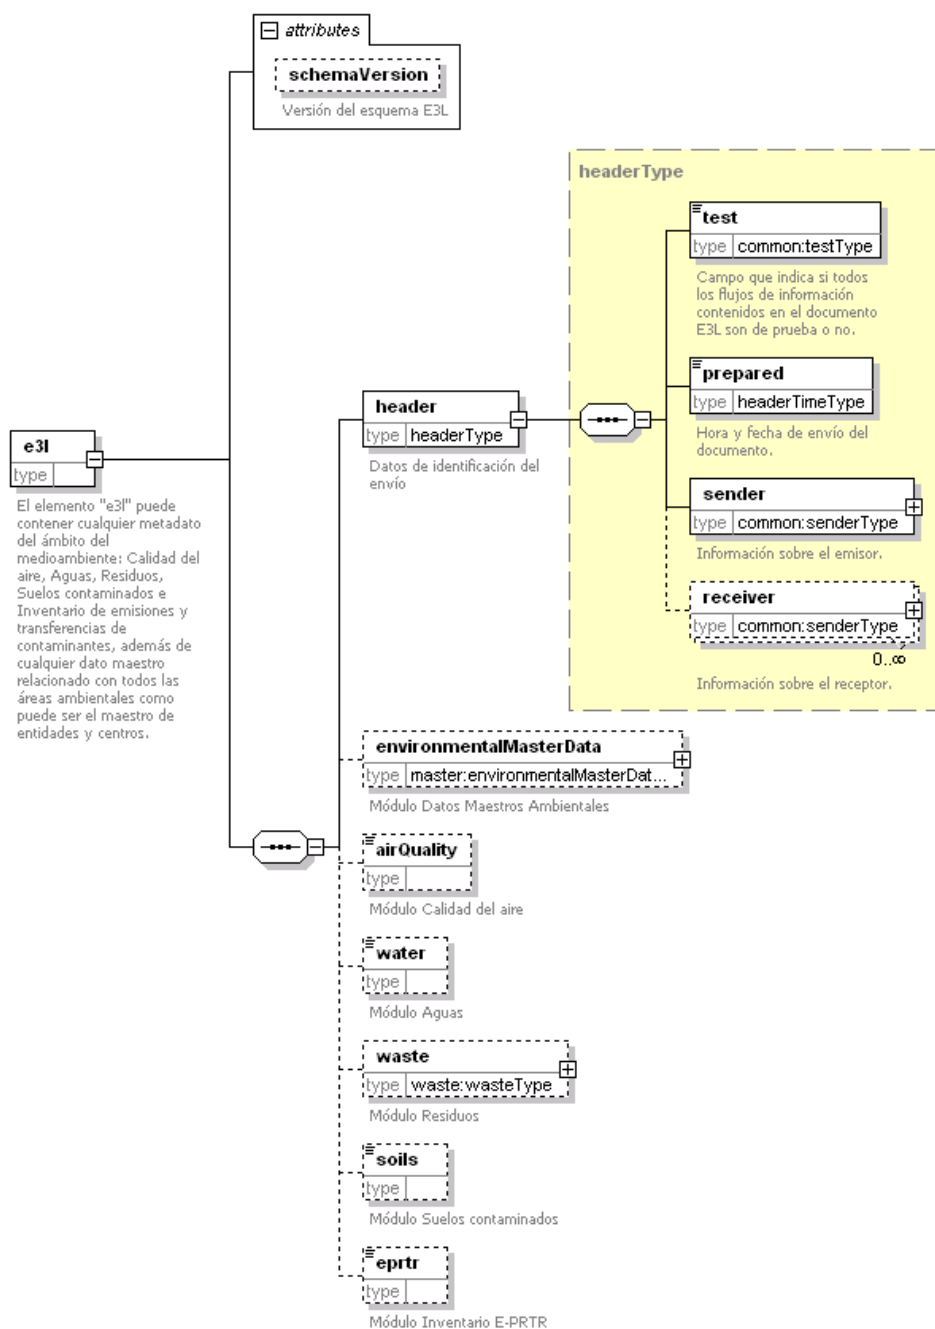 attributes
schemaVersion
Versión del esquema E3L
headerType
test
type common:testType
Campo que indica si todos
los flujos de información
contenidos en el documento
E3L son de prueba o no.
prepared
type headerTimeType
Hora y fecha de envío del
documento.
sender
type common:senderType
Información sobre el emisor.
receiver
type common:senderType
0..∞
Información sobre el receptor.
header
type headerType
Datos de identificación del
envío
e3l
type
El elemento "e3l" puede
contener cualquier metadato
del ámbito del
medioambiente: Calidad del
aire, Aguas, Residuos,
Suelos contaminados e
Inventario de emisiones y
transferencias de
contaminantes, además de
cualquier dato maestro
relacionado con todos las
áreas ambientales como
puede ser el maestro de
entidades y centros.
environmentalMasterData
type master:environmentalMasterDat...
Módulo Datos Maestros Ambientales
airQuality
type
Módulo Calidad del aire
water
type
Módulo Aguas
waste
type waste:wasteType
Módulo Residuos
soils
type
Módulo Suelos contaminados
eprtr
type
Módulo Inventario E-PRTR